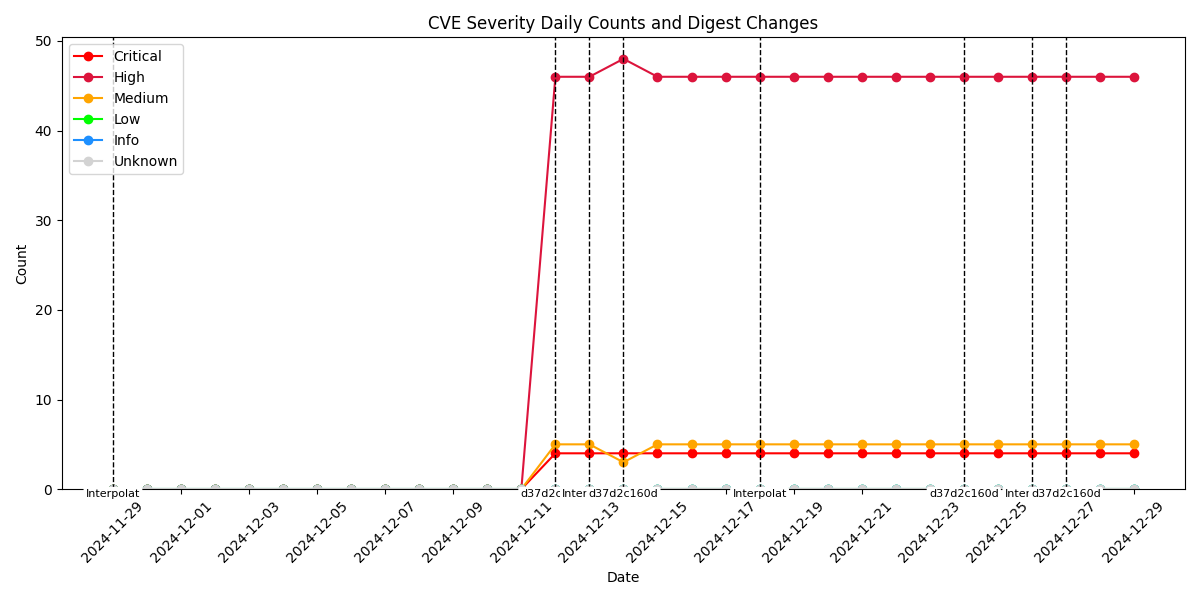 CVE Severity Daily Counts and Digest Changes
50
40
30
20
10
0
Count
Critical
High
Medium
Low
Info
Unknown
Interpolat
d37d2c
Inter
d37d2c160d
Interpolat
d37d2c160d
Inter
d37d2c160d
2024-11-29
2024-12-01
2024-12-03
2024-12-05
2024-12-07
2024-12-09
2024-12-11
2024-12-13
2024-12-15
2024-12-17
2024-12-19
2024-12-21
2024-12-23
2024-12-25
2024-12-27
2024-12-29
Date